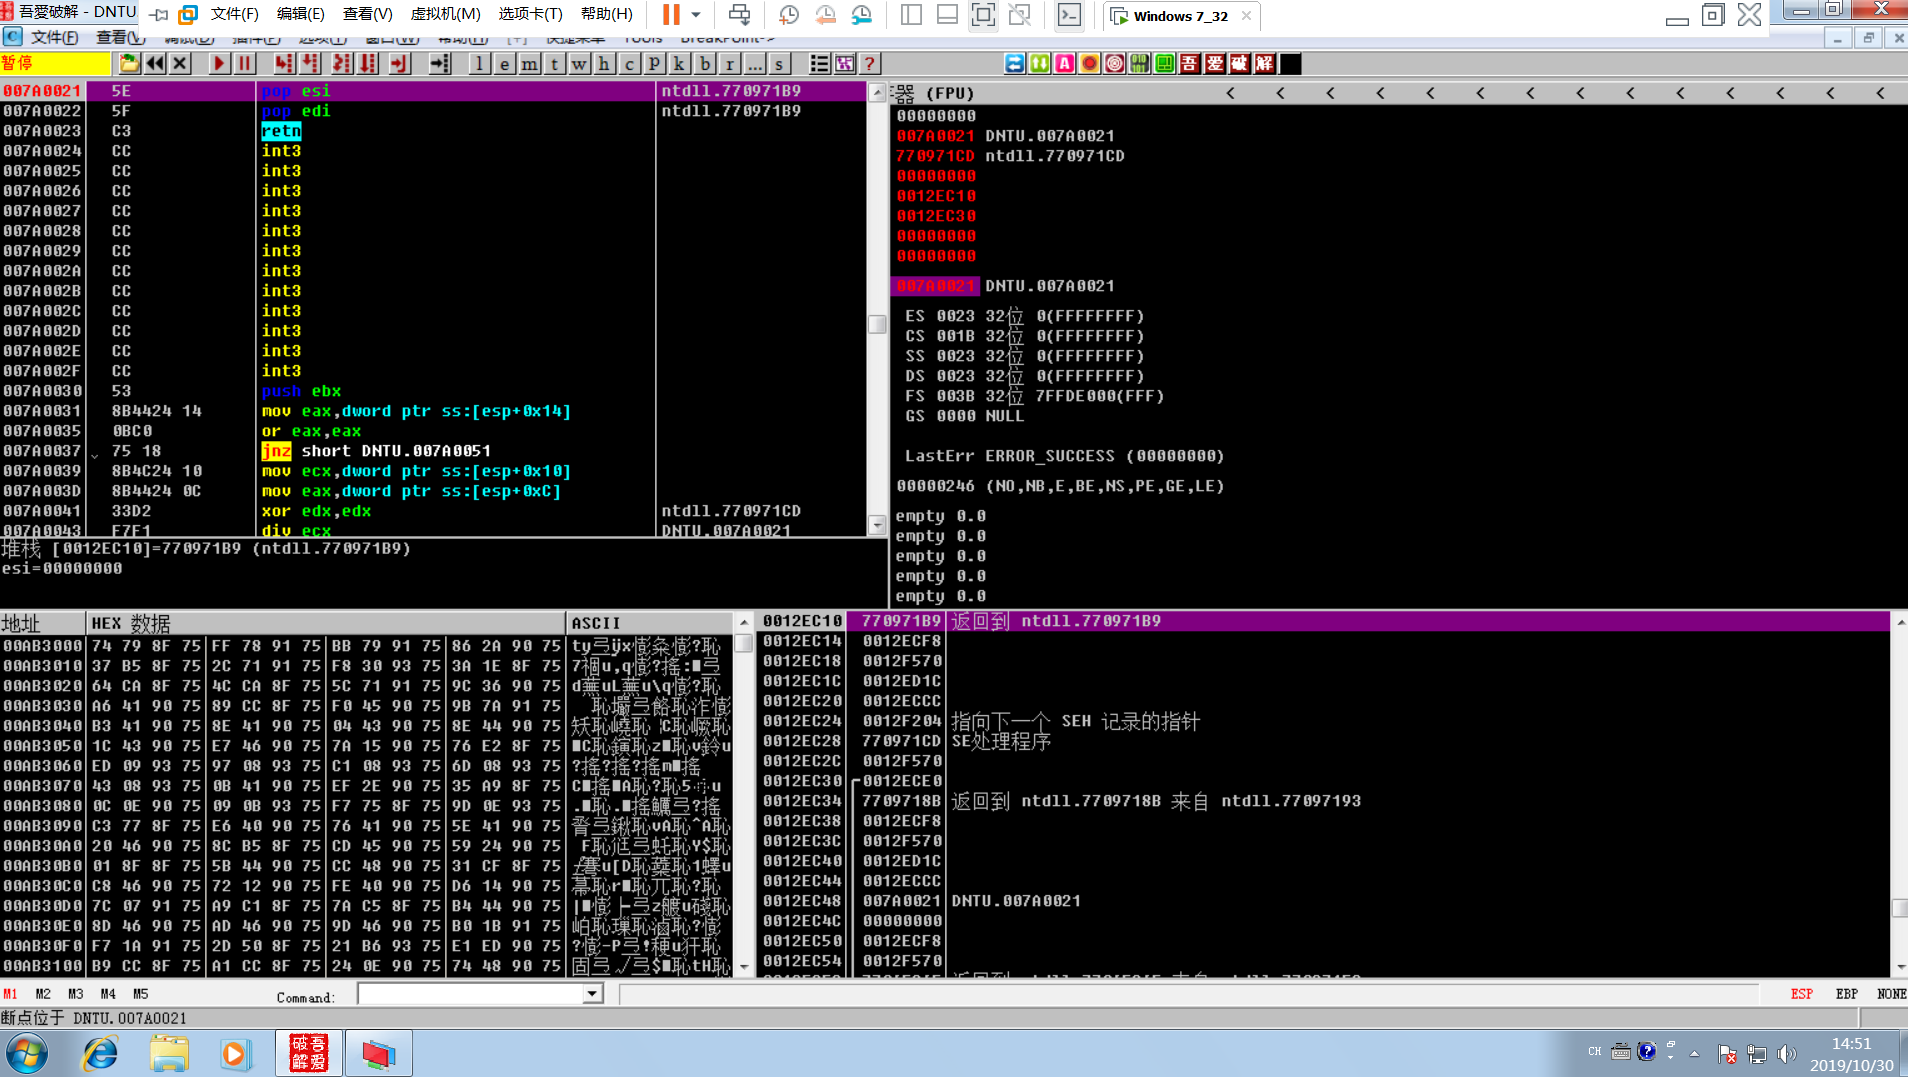 吾愛破解 - DNTU
文件(F) 编辑(E) 查看(V) 虚拟机(M) 选项卡(T) 帮助(H)
Windows 7_32
暂停
l e m t w h c P k b r ... s
?
吾 爱 破 解
007A0021 5E pop esi ntdll.770971B9
007A0022 5F pop edi ntdll.770971B9
007A0023 C3 retn
007A0024 CC int3
007A0025 CC int3
007A0026 CC int3
007A0027 CC int3
007A0028 CC int3
007A0029 CC int3
007A002A CC int3
007A002B CC int3
007A002C CC int3
007A002D CC int3
007A002E CC int3
007A002F CC int3
007A0030 53 push ebx
007A0031 8B4424 14 mov eax,dword ptr ss:[esp+0x14]
007A0035 0BC0 or eax,eax
007A0037 75 18 jnz short DNTU.007A0051
007A0039 8B4C24 10 mov ecx,dword ptr ss:[esp+0x10]
007A003D 8B4424 0C mov eax,dword ptr ss:[esp+0xC]
007A0041 33D2 xor edx,edx ntdll.770971CD
007A0043 F7F1 div ecx DNTU.007A0021
堆栈 [0012EC10]=770971B9 (ntdll.770971B9)
esi=00000000
器 (FPU) < < < < < < < < < < < < < <
00000000
007A0021 DNTU.007A0021
770971CD ntdll.770971CD
00000000
0012EC10
0012EC30
00000000
00000000
007A0021 DNTU.007A0021
ES 0023 32位 0(FFFFFFFF)
CS 001B 32位 0(FFFFFFFF)
SS 0023 32位 0(FFFFFFFF)
DS 0023 32位 0(FFFFFFFF)
FS 003B 32位 7FFDE000(FFF)
GS 0000 NULL
LastErr ERROR_SUCCESS (00000000)
00000246 (NO,NB,E,BE,NS,PE,GE,LE)
empty 0.0
empty 0.0
empty 0.0
empty 0.0
empty 0.0
地址 HEX 数据 ASCII
00AB3000 74 79 8F 75 FF 78 91 75 BB 79 91 75 86 2A 90 75
00AB3010 37 B5 8F 75 2C 71 91 75 F8 30 93 75 3A 1E 8F 75
00AB3020 64 CA 8F 75 4C CA 8F 75 5C 71 91 75 9C 36 90 75
00AB3030 A6 41 90 75 89 CC 8F 75 F0 45 90 75 9B 7A 91 75
00AB3040 B3 41 90 75 8E 41 90 75 04 43 90 75 8E 44 90 75
00AB3050 1C 43 90 75 E7 46 90 75 7A 15 90 75 76 E2 8F 75
00AB3060 ED 09 93 75 97 08 93 75 C1 08 93 75 6D 08 93 75
00AB3070 43 08 93 75 0B 41 90 75 EF 2E 90 75 35 A9 8F 75
00AB3080 0C 0E 90 75 09 0B 93 75 F7 75 8F 75 9D 0E 93 75
00AB3090 C3 77 8F 75 E6 40 90 75 76 41 90 75 5E 41 90 75
00AB30A0 20 46 90 75 8C B5 8F 75 CD 45 90 75 59 24 90 75
00AB30B0 01 8F 8F 75 5B 44 90 75 CC 48 90 75 31 CF 8F 75
00AB30C0 C8 46 90 75 72 12 90 75 FE 40 90 75 D6 14 90 75
00AB30D0 7C 07 91 75 A9 C1 8F 75 7A C5 8F 75 B4 44 90 75
00AB30E0 8D 46 90 75 AD 46 90 75 9D 46 90 75 B0 1B 91 75
00AB30F0 F7 1A 91 75 2D 50 8F 75 21 B6 93 75 E1 ED 90 75
00AB3100 B9 CC 8F 75 A1 CC 8F 75 24 0E 90 75 74 48 90 75
0012EC10 770971B9 返回到 ntdll.770971B9
0012EC14 0012ECF8
0012EC18 0012F570
0012EC1C 0012ED1C
0012EC20 0012ECCC
0012EC24 0012F204 指向下一个 SEH 记录的指针
0012EC28 770971CD SE处理程序
0012EC2C 0012F570
0012EC30 0012ECE0
0012EC34 7709718B 返回到 ntdll.7709718B 来自 ntdll.77097193
0012EC38 0012ECF8
0012EC3C 0012F570
0012EC40 0012ED1C
0012EC44 0012ECCC
0012EC48 007A0021 DNTU.007A0021
0012EC4C 00000000
0012EC50 0012ECF8
0012EC54 0012F570
M1 M2 M3 M4 M5 Command: ESP EBP NONE
断点位于 DNTU.007A0021
CH
14:51
2019/10/30